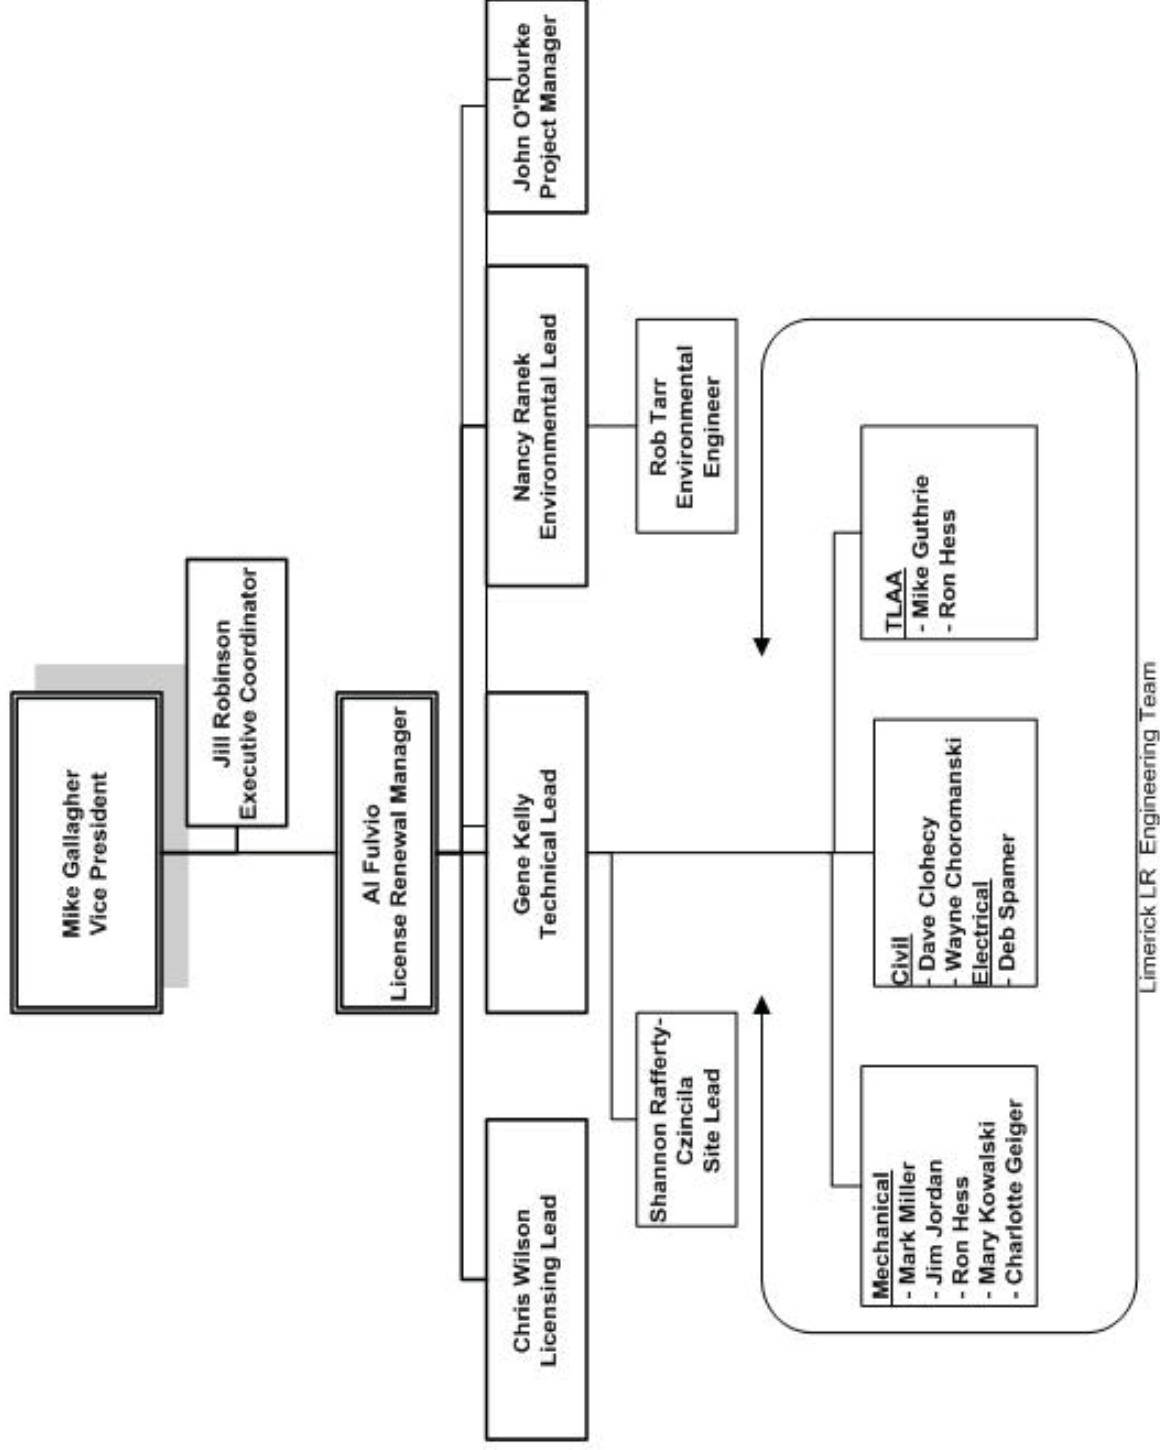 Mike Gallagher
Vice President
Jill Robinson
Executive Coordinator
Al Fulvio
License Renewal Manager
Chris Wilson
Licensing Lead
Gene Kelly
Technical Lead
Nancy Ranek
Environmental Lead
John O'Rourke
Project Manager
Shannon Rafferty-
Czincila
Site Lead
Rob Tarr
Environmental
Engineer
Mechanical
- Mark Miller
- Jim Jordan
- Ron Hess
- Mary Kowalski
- Charlotte Geiger
Civil
- Dave Clohecy
- Wayne Choromanski
Electrical
- Deb Spamer
TLAA
- Mike Guthrie
- Ron Hess
Limerick LR Engineering Team